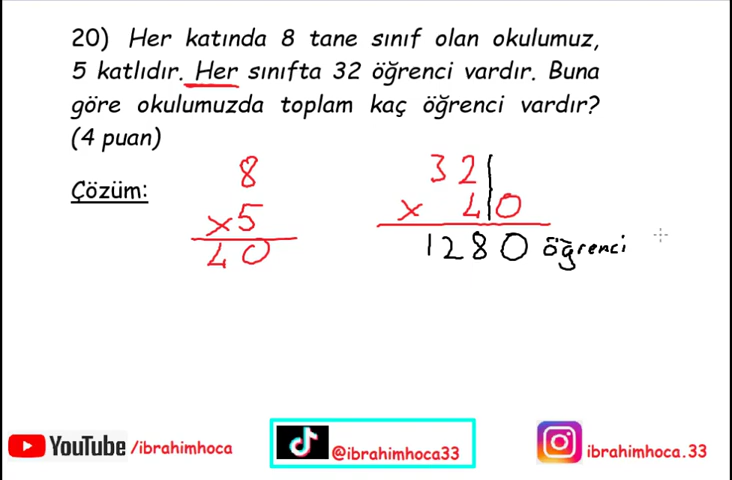 20) Her katında 8 tane sınıf olan okulumuz,
5 katlıdır. Her sınıfta 32 öğrenci vardır. Buna
göre okulumuzda toplam kaç öğrenci vardır?
(4 puan)
Çözüm:
8
x5
40
32
x 40
1280 öğrenci
YouTube /ibrahimhoca
@ibrahimhoca33
ibrahimhoca.33